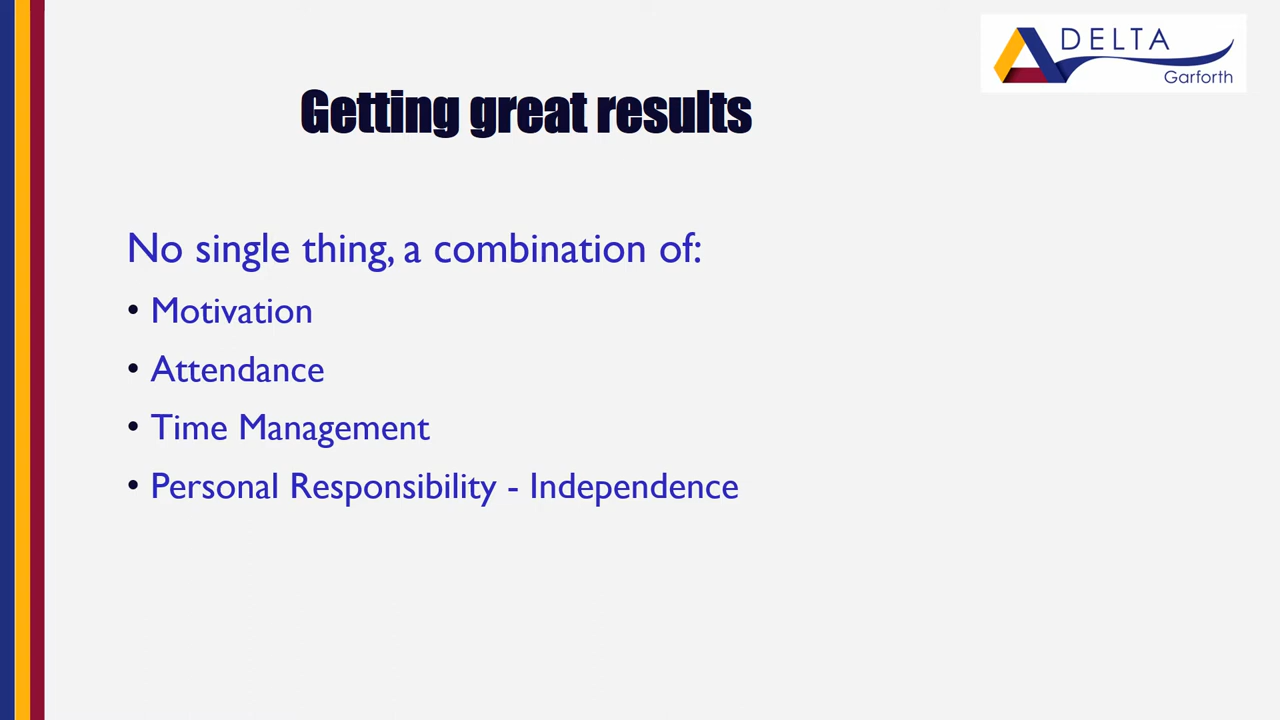 DELTA
Garforth
Getting great results
No single thing, a combination of:
• Motivation
• Attendance
• Time Management
• Personal Responsibility - Independence